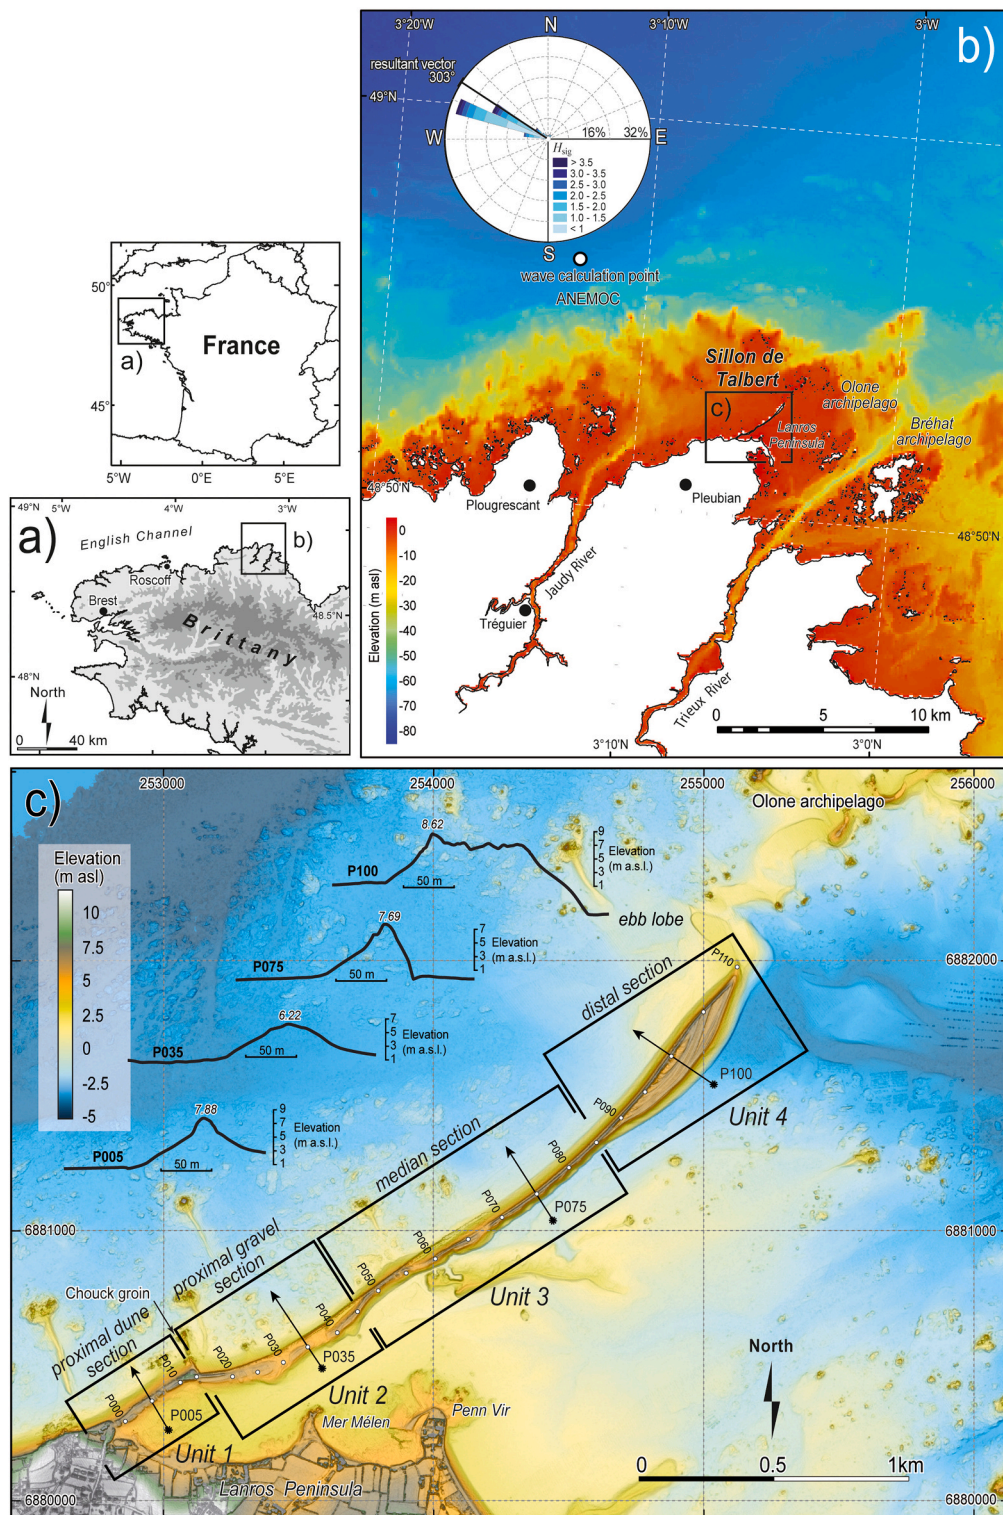 3°20'W
3°10'W
3°W
b)
N
resultant vector
303°
49°N
W
16%
32%
E
Hsig
> 3.5
3.0 - 3.5
2.5 - 3.0
2.0 - 2.5
1.5 - 2.0
1.0 - 1.5
< 1
S
wave calculation point
ANEMOC
50°
France
a)
45°
5°W
0°
5°E
Sillon de
Talbert
c)
Olone
archipelago
Lanros
Peninsula
Bréhat
archipelago
48°50'N
Plougrescant
Pleubian
48°50'N
Jaudy River
Tréguier
Trieux River
Elevation (m asl)
0
-10
-20
-30
-40
-50
-60
-70
-80
0
5
10 km
3°10'N
3°0'N
a)
49°N
5°W
4°W
3°W
English Channel
b)
Roscoff
Brest
48.5°N
Brittany
48°N
North
0
40 km
c)
253000
254000
255000
256000
Olone archipelago
Elevation
(m asl)
10
7.5
5
2.5
0
-2.5
-5
8.62
P100
50 m
9
7
5
3
1
Elevation
(m a.s.l.)
ebb lobe
7.69
P075
50 m
7
5
3
1
Elevation
(m a.s.l.)
6.22
P035
50 m
7
5
3
1
Elevation
(m a.s.l.)
7.88
P005
50 m
9
7
5
3
1
Elevation
(m a.s.l.)
6882000
P110
distal section
P100
Unit 4
P090
median section
P080
P075
P070
6881000
6881000
P060
proximal gravel
section
Unit 3
P050
Chouck groin
P040
proximal dune
section
P030
P035
P020
P010
Unit 2
P000
P005
Mer Mélen
Penn Vir
Unit 1
North
0
0.5
1km
Lanros Peninsula
6880000
6880000